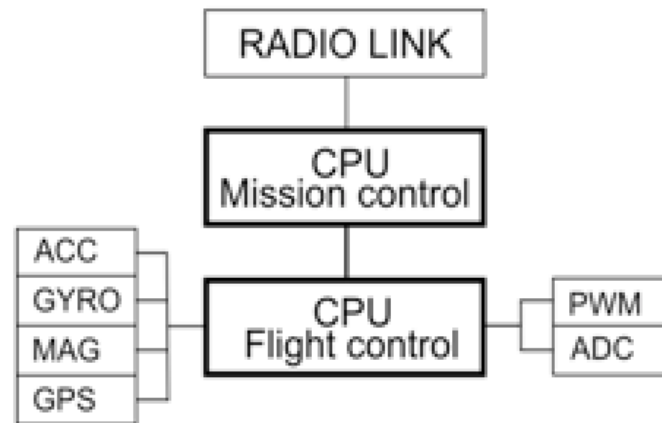 RADIO LINK
CPU
Mission control
ACC
GYRO
MAG
GPS
CPU
Flight control
PWM
ADC